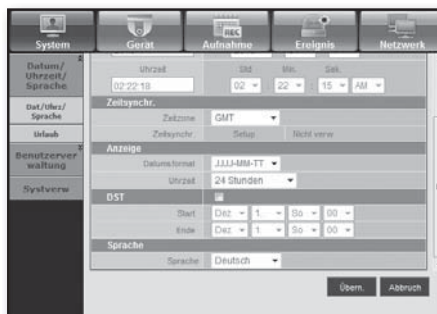 System Gerät Aufnahme Ereignis Netzwerk
Datum/
Uhrzeit/
Sprache
Dat/Uhrz/
Sprache
Urlaub
Benutzerver
waltung
Systverw
Uhrzeit Std. Min. Sek.
02:22:18 02 : 22 : 15 AM
Zeitsynchr.
Zeitzone GMT
Zeitsynchr. Setup Nicht verw
Anzeige
Datumsformat JJJJ-MM-TT
Uhrzeit 24 Stunden
DST
Start Dez 1. So 00
Ende Dez 1. So 00
Sprache
Sprache Deutsch
Übern. Abbruch